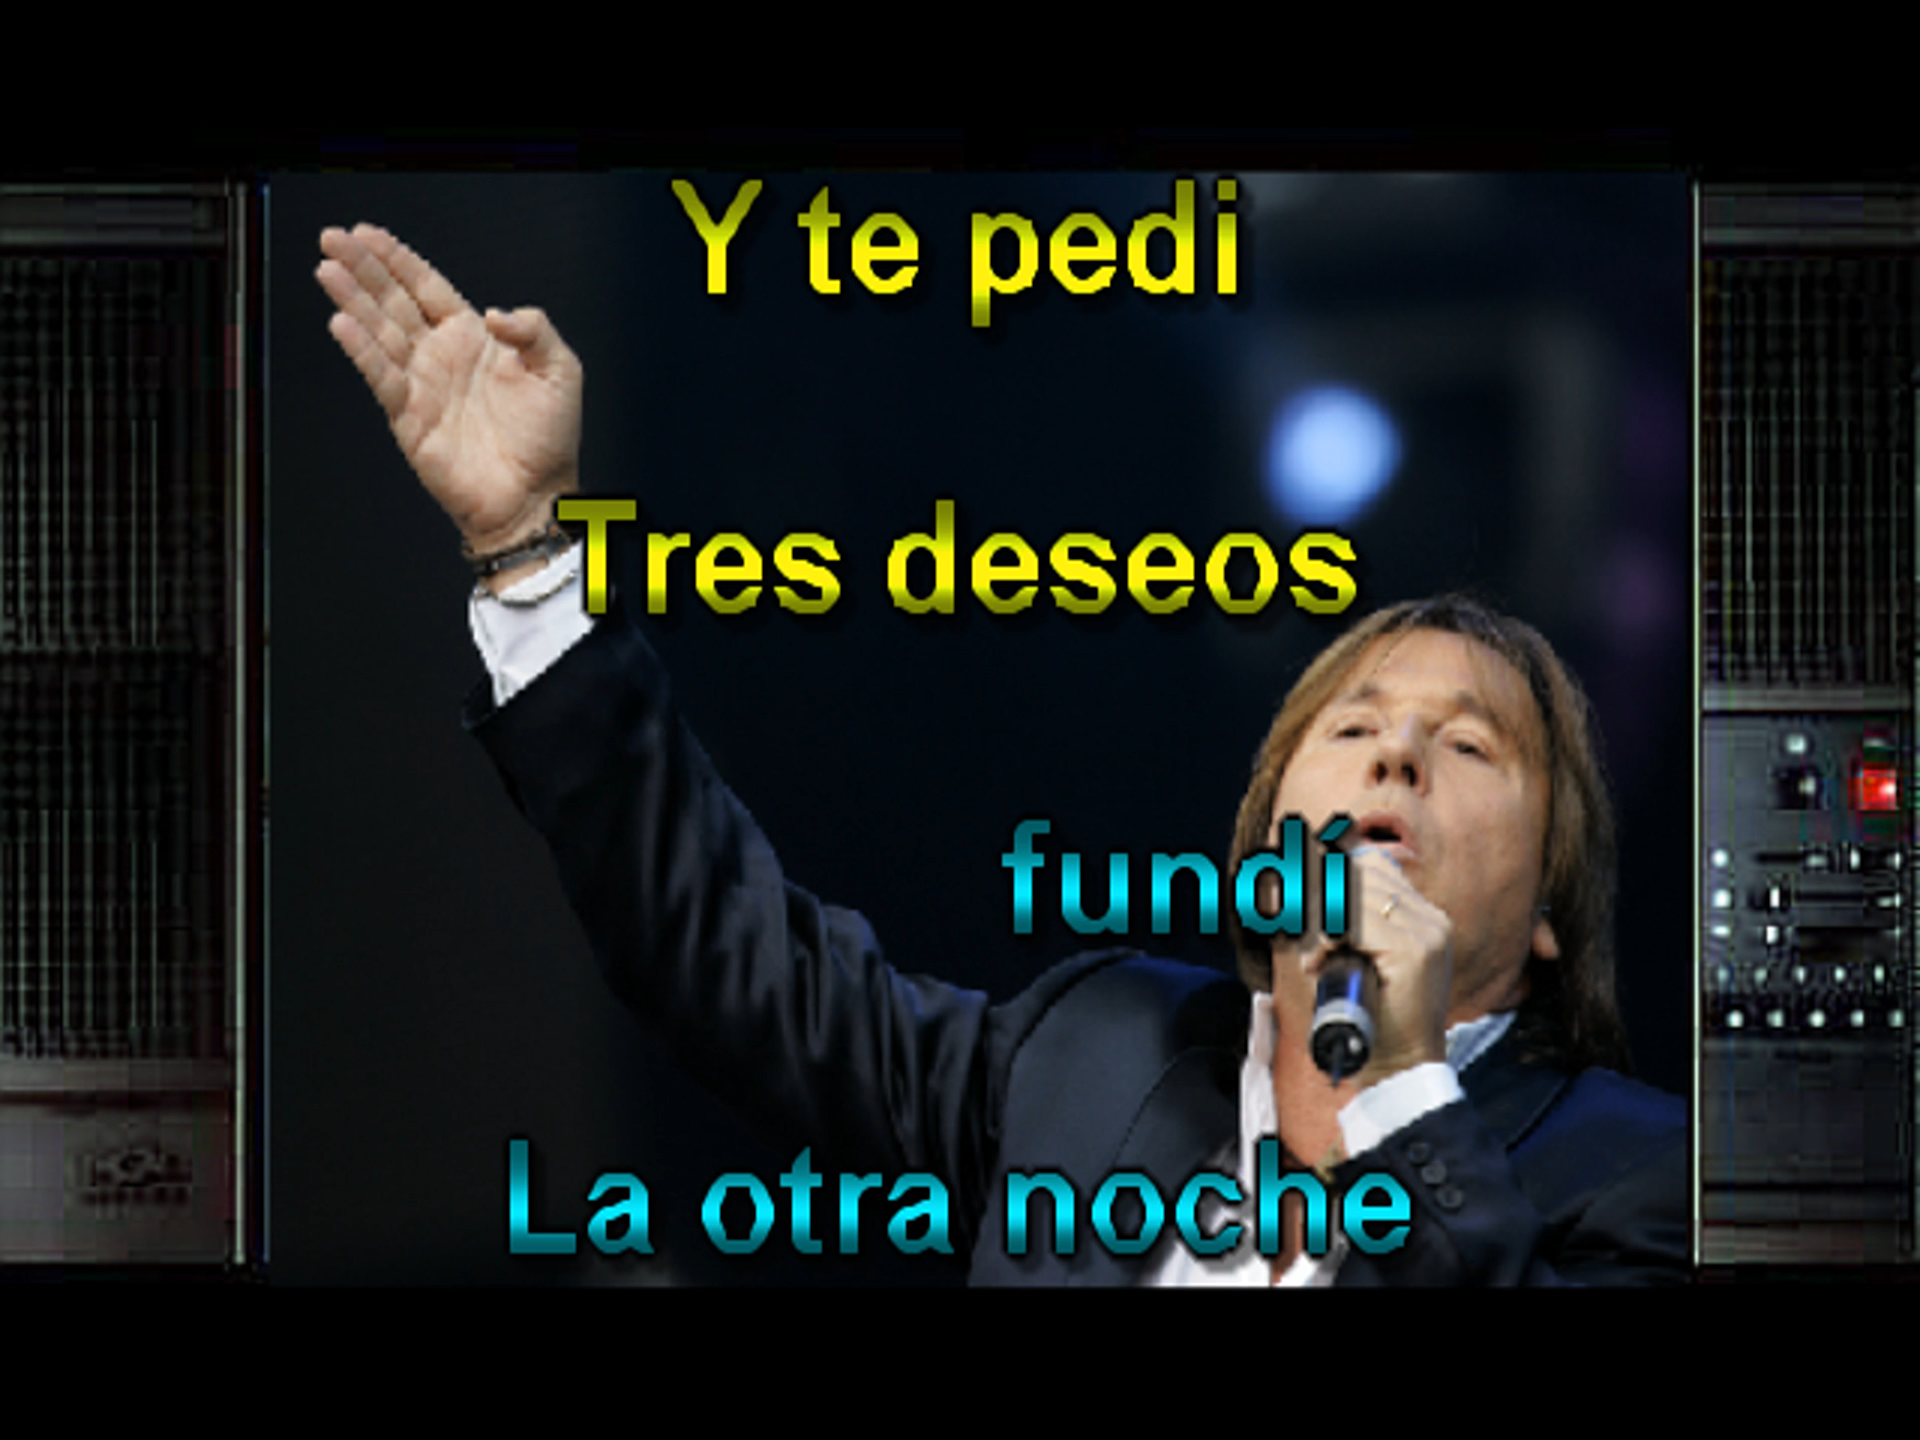 Y te pedi
Tres deseos
fundí
La otra noche